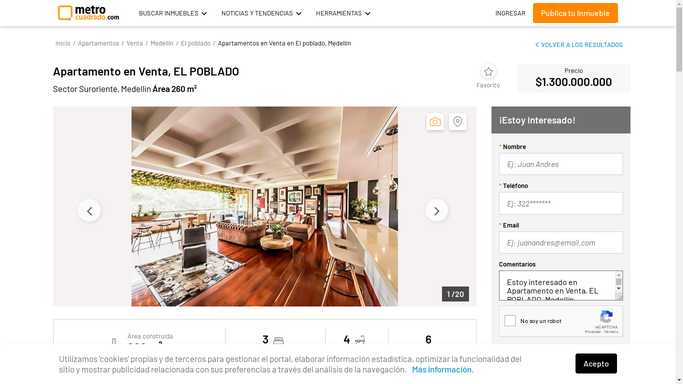 metro
cuadrado.com
BUSCAR INMUEBLES
NOTICIAS Y TENDENCIAS
HERRAMIENTAS
INGRESAR
Publica tu Inmueble
Inicio / Apartamentos / Venta / Medellín / El poblado / Apartamentos en Venta en El poblado, Medellín
VOLVER A LOS RESULTADOS
Apartamento en Venta, EL POBLADO
Sector Suroriente, Medellín Área 260 m²
Favorito
Precio
$1.300.000.000
1 / 20
¡Estoy Interesado!
* Nombre
Ej: Juan Andres
* Teléfono
Ej: 322*******
* Email
Ej: juanandres@email.com
Comentarios
Estoy interesado en
Apartamento en Venta, EL
POBLADO, Medellín
No soy un robot
reCAPTCHA
Privacidad - Términos
Área construida
3
4
6
Utilizamos 'cookies' propias y de terceros para gestionar el portal, elaborar información estadística, optimizar la funcionalidad del
sitio y mostrar publicidad relacionada con sus preferencias a través del análisis de la navegación. Más información.
Acepto